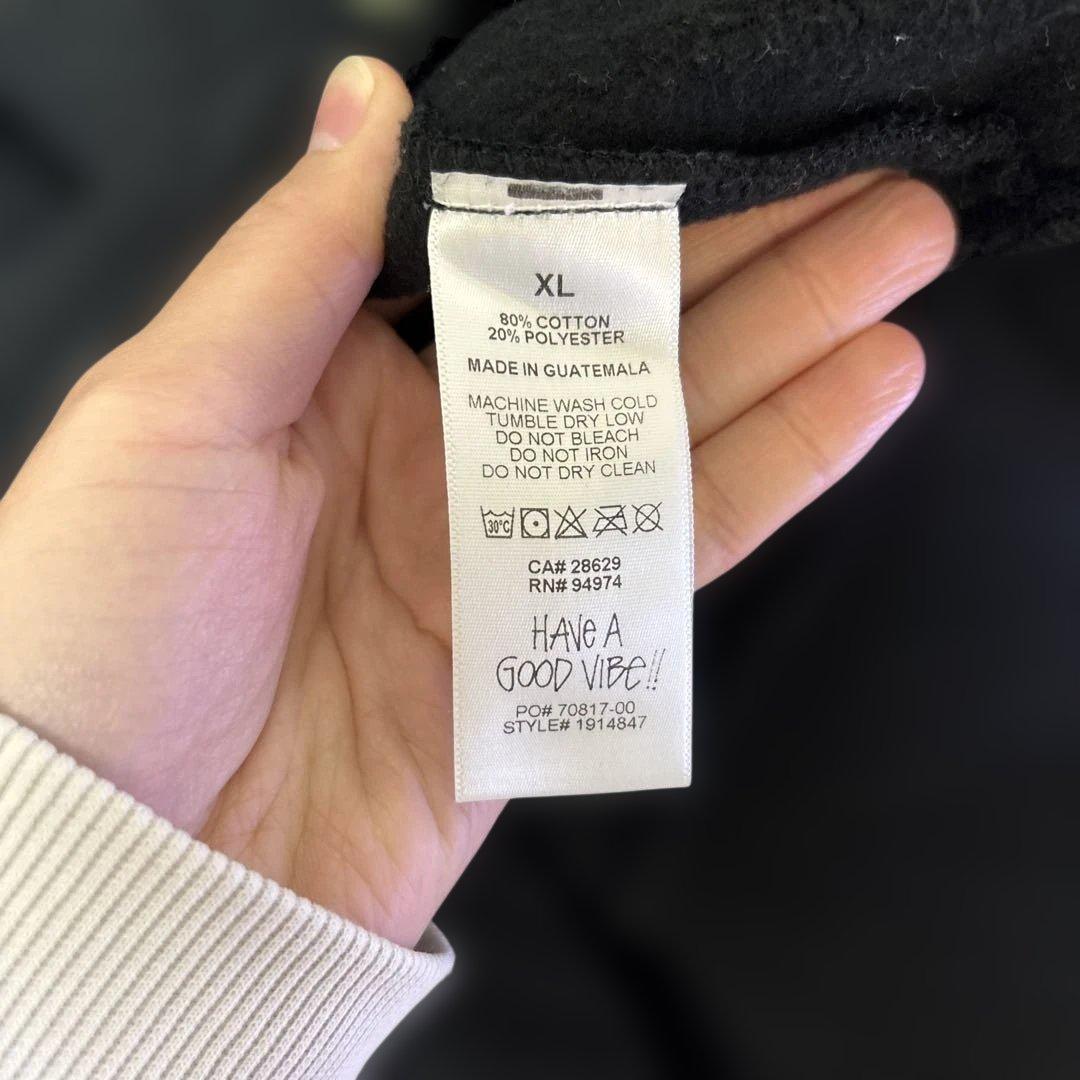 XL
80% COTTON
20% POLYESTER
MADE IN GUATEMALA
MACHINE WASH COLD
TUMBLE DRY LOW
DO NOT BLEACH
DO NOT IRON
DO NOT DRY CLEAN
30°C
CA# 28629
RN# 94974
HAVe A
GOOD VIBe!!
PO# 70817-00
STYLE# 1914847